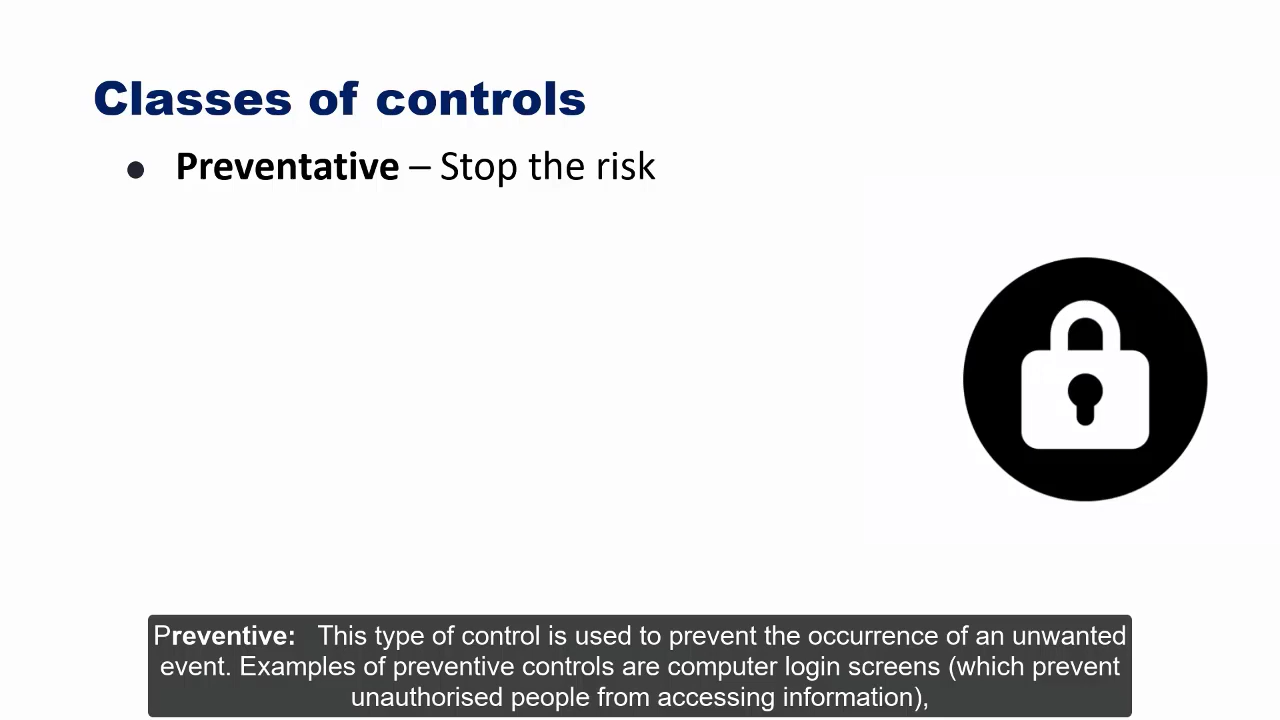 Classes of controls
● Preventative – Stop the risk
Preventive: This type of control is used to prevent the occurrence of an unwanted
event. Examples of preventive controls are computer login screens (which prevent
unauthorised people from accessing information),